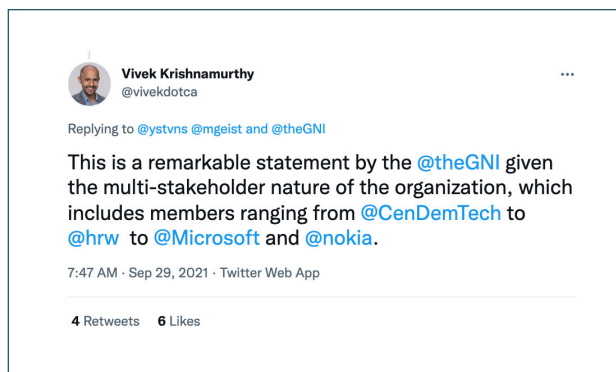 Vivek Krishnamurthy
@vivekdotca
...
Replying to @ystvns @mgeist and @theGNI
This is a remarkable statement by the @theGNI given
the multi-stakeholder nature of the organization, which
includes members ranging from @CenDemTech to
@hrw to @Microsoft and @nokia.
7:47 AM · Sep 29, 2021 · Twitter Web App
4 Retweets 6 Likes